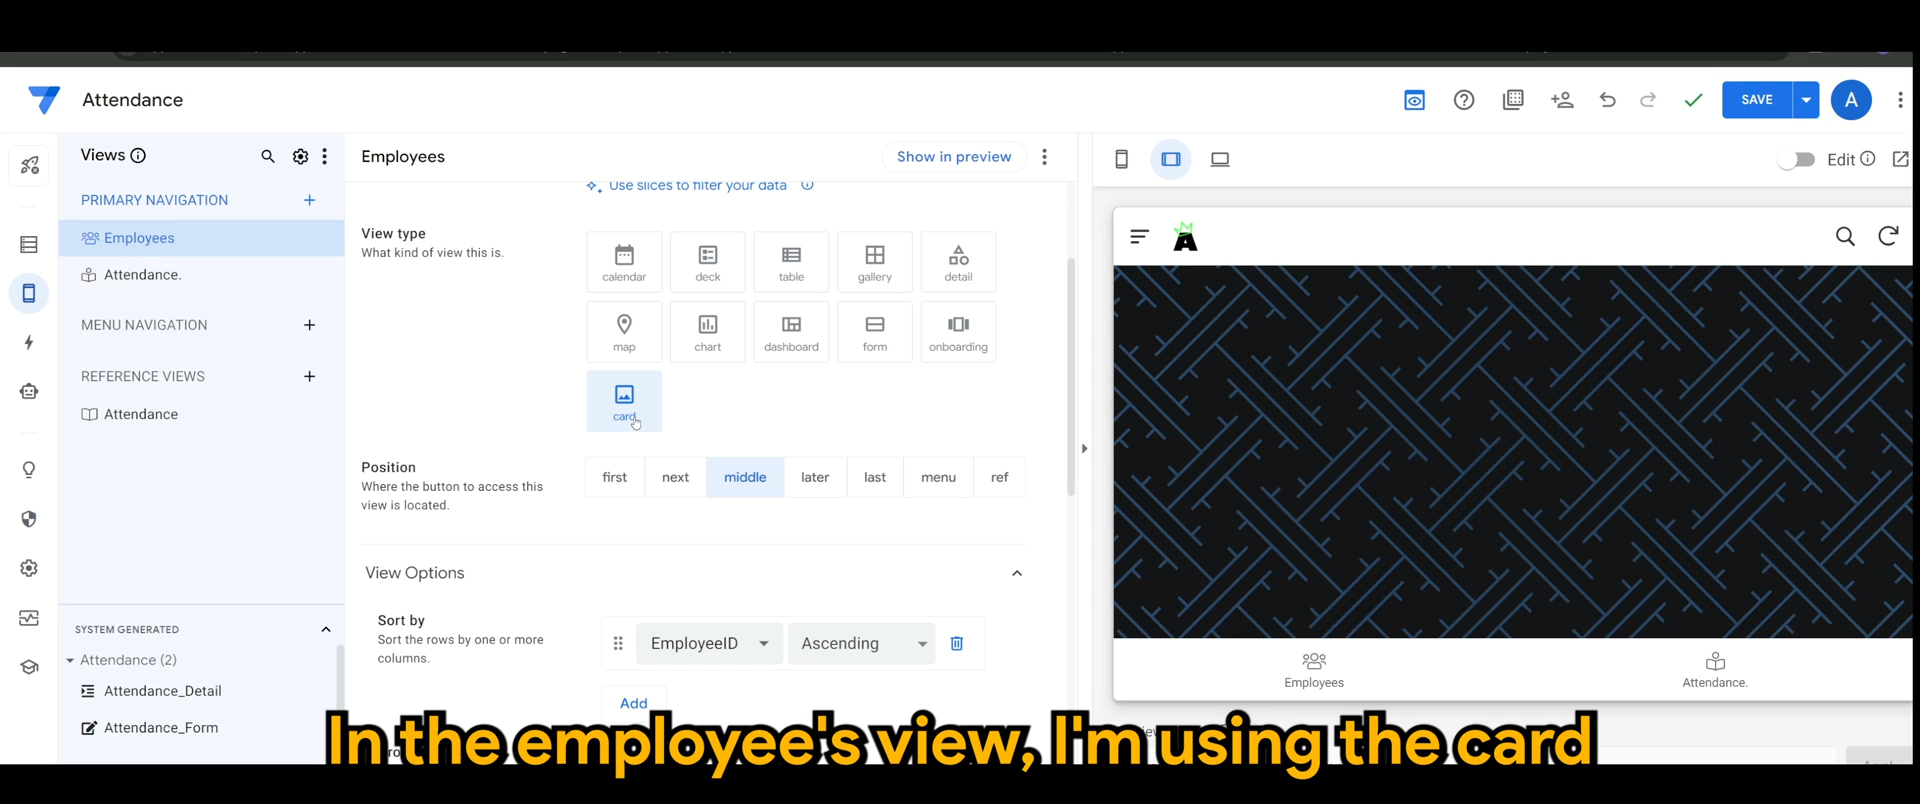 Attendance
SAVE
A
Views
Employees
Show in preview
Edit
PRIMARY NAVIGATION
Employees
Attendance.
MENU NAVIGATION
REFERENCE VIEWS
Attendance
SYSTEM GENERATED
Attendance (2)
Attendance_Detail
Attendance_Form
Use slices to filter your data
View type
What kind of view this is.
calendar
deck
table
gallery
detail
map
chart
dashboard
form
onboarding
card
Position
Where the button to access this
view is located.
first
next
middle
later
last
menu
ref
View Options
Sort by
Sort the rows by one or more
columns.
EmployeeID
Ascending
Add
A
Employees
Attendance.
In the employee's view, I'm using the card